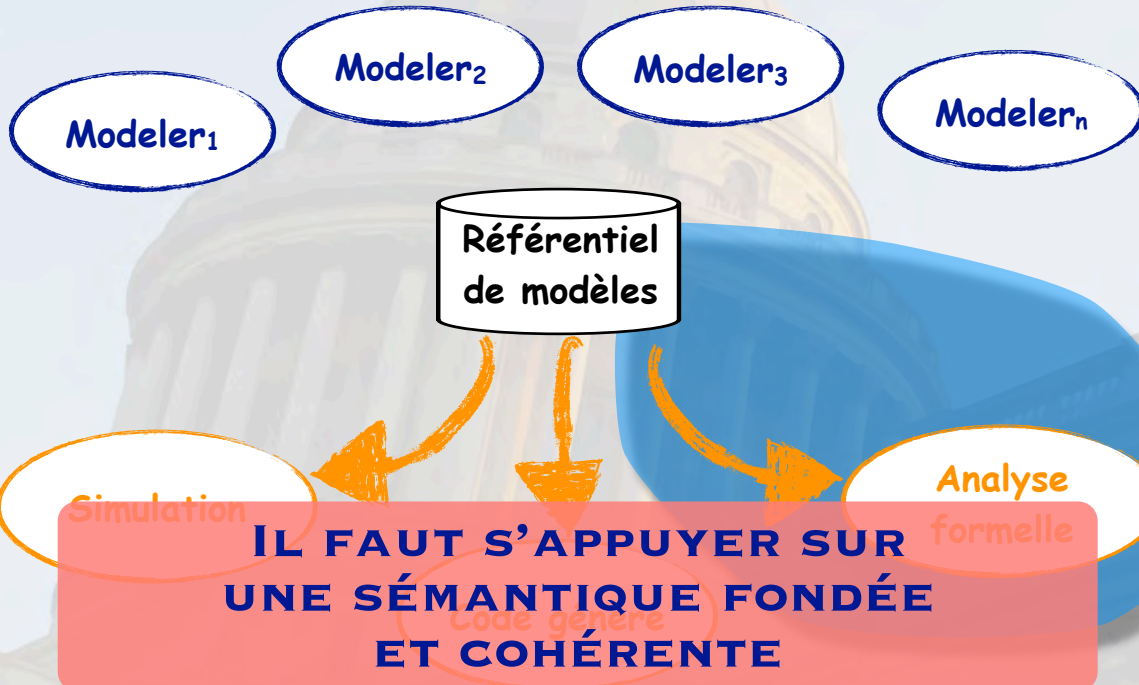 Modeler₁
Modeler₂
Modeler₃
Modelerₙ
Référentiel
de modèles
Simulation
Analyse
formelle
Code généré
IL FAUT S’APPUYER SUR
UNE SÉMANTIQUE FONDÉE
ET COHÉRENTE